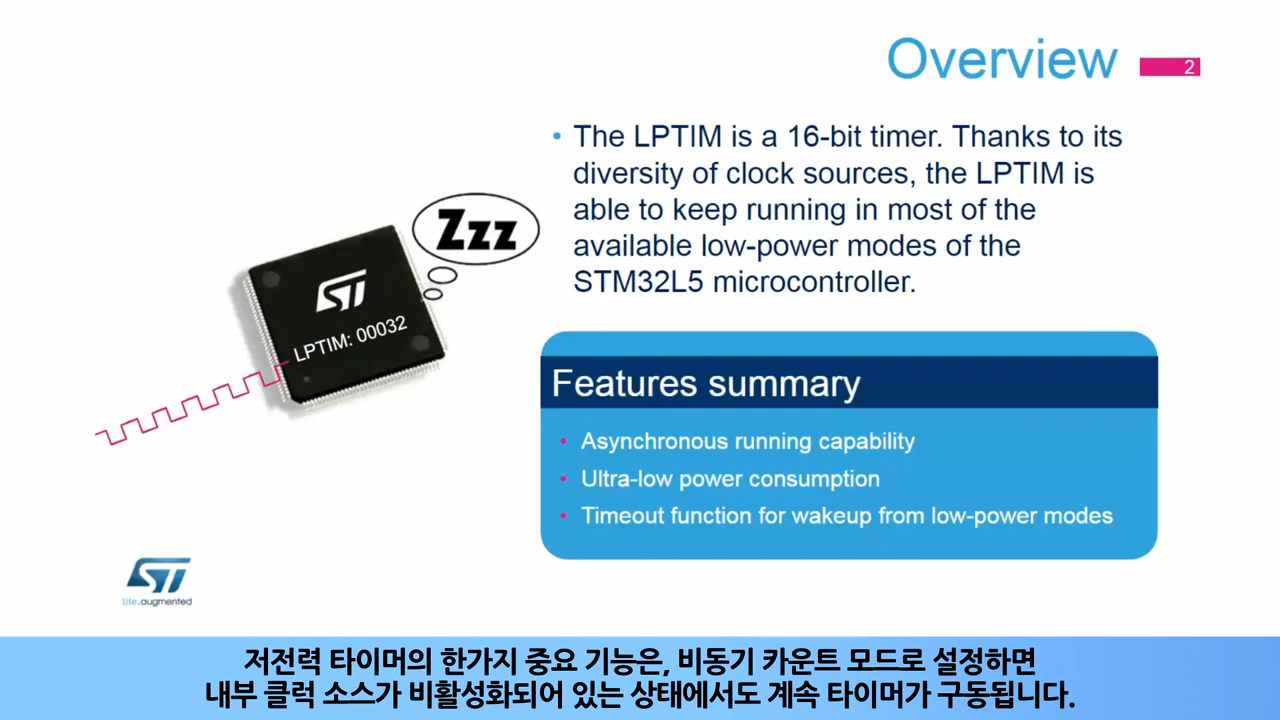 Overview
2
• The LPTIM is a 16-bit timer. Thanks to its
diversity of clock sources, the LPTIM is
able to keep running in most of the
available low-power modes of the
STM32L5 microcontroller.
Zzz
ST
LPTIM: 00032
Features summary
• Asynchronous running capability
• Ultra-low power consumption
• Timeout function for wakeup from low-power modes
ST
life.augmented
저전력 타이머의 한가지 중요 기능은, 비동기 카운트 모드로 설정하면
내부 클럭 소스가 비활성화되어 있는 상태에서도 계속 타이머가 구동됩니다.